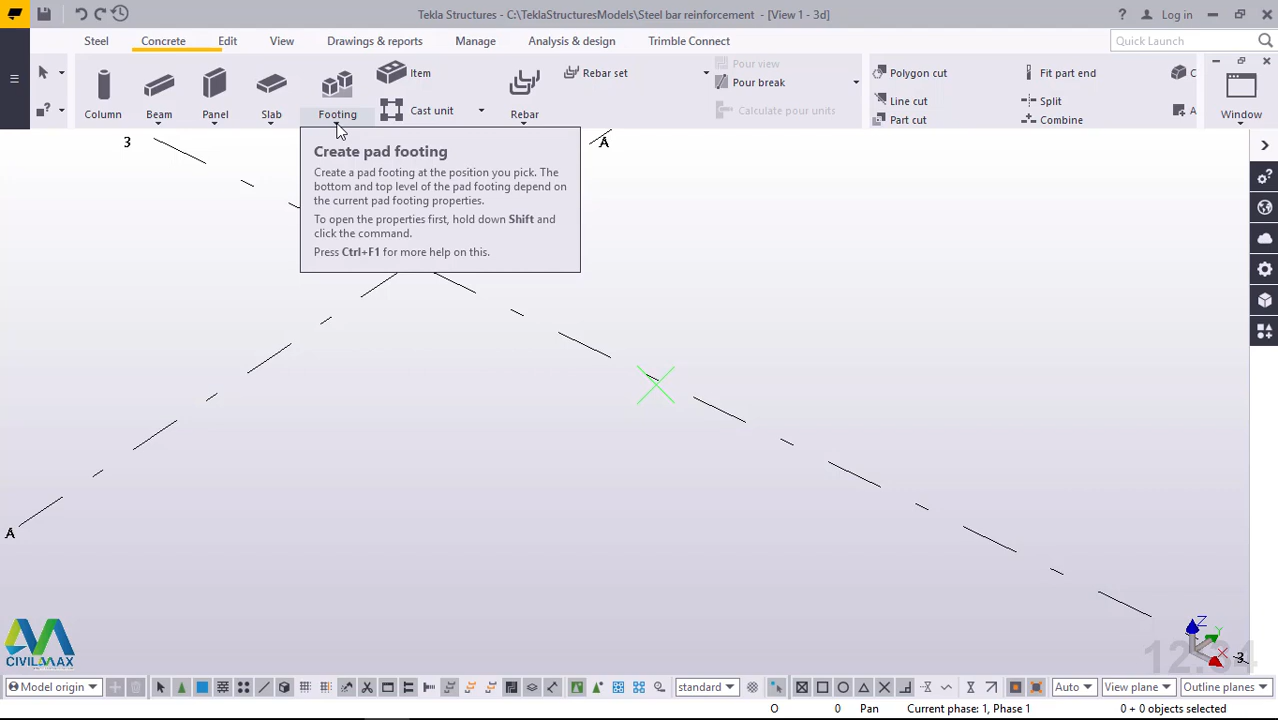 Tekla Structures - C:\TeklaStructuresModels\Steel bar reinforcement - [View 1 - 3d]
? Log in
Steel Concrete Edit View Drawings & reports Manage Analysis & design Trimble Connect
Quick Launch
Column Beam Panel Slab Footing
Item
Cast unit
Rebar
Rebar set
Pour view
Pour break
Calculate pour units
Polygon cut
Line cut
Part cut
Fit part end
Split
Combine
C
A
Window
3
A
Create pad footing
Create a pad footing at the position you pick. The
bottom and top level of the pad footing depend on
the current pad footing properties.
To open the properties first, hold down Shift and
click the command.
Press Ctrl+F1 for more help on this.
A
CIVILMAX
Z
Y
X
12:34
3
Model origin
standard
Auto
View plane
Outline planes
O 0 Pan Current phase: 1, Phase 1 0 + 0 objects selected